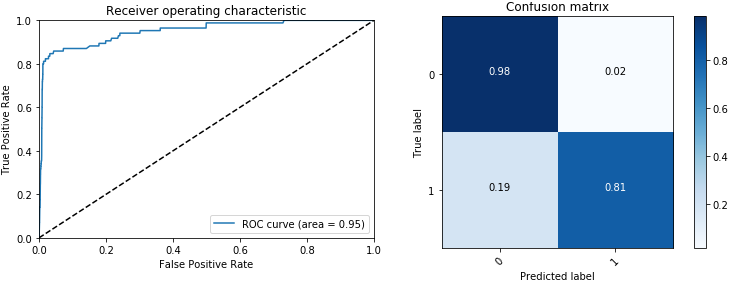 Receiver operating characteristic
1.0
0.8
0.6
0.4
0.2
0.0
True Positive Rate
0.0 0.2 0.4 0.6 0.8 1.0
False Positive Rate
ROC curve (area = 0.95)
Confusion matrix
True label
0
1
0.98 0.02
0.19 0.81
0 1
Predicted label
0.8
0.6
0.4
0.2